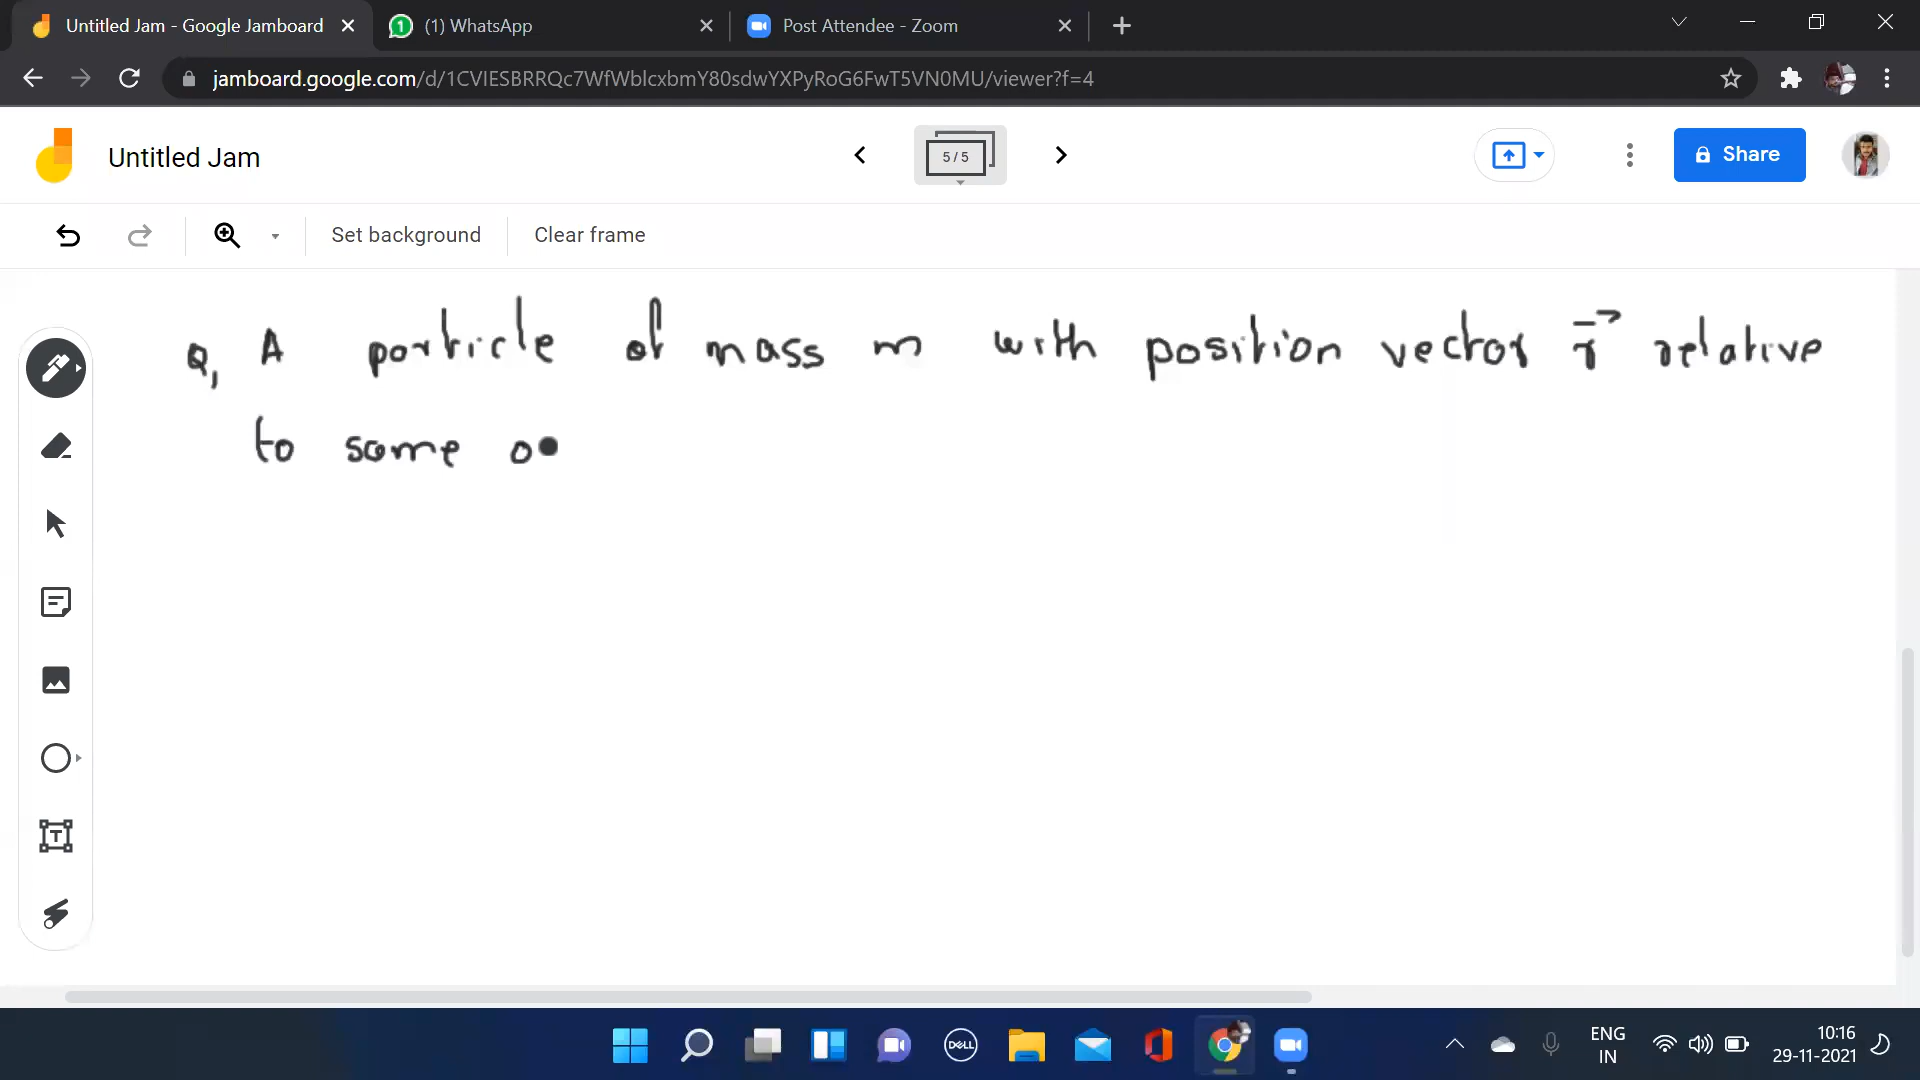 Untitled Jam - Google Jamboard
(1) WhatsApp
Post Attendee - Zoom
jamboard.google.com/d/1CVIESBRRQc7WfWblcxbmY80sdwYXPyRoG6FwT5VN0MU/viewer?f=4
Untitled Jam
5 / 5
Share
Set background
Clear frame
Q, A particle of mass m with position vector r⃗ relative
to some o
T
DELL
ENG
IN
10:16
29-11-2021